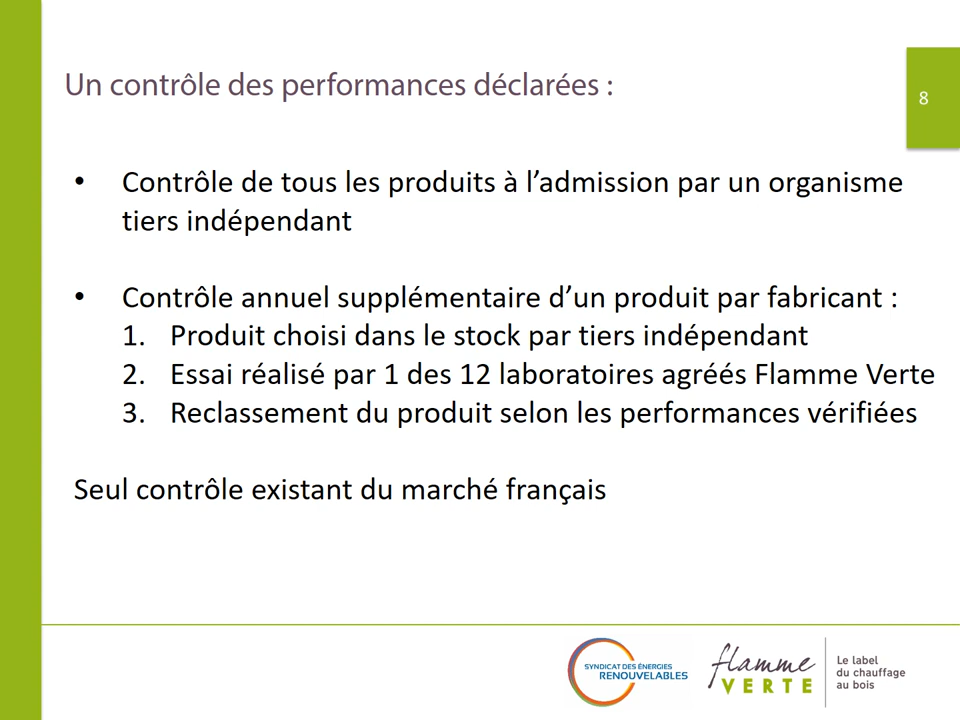 Un contrôle des performances déclarées :
8
• Contrôle de tous les produits à l’admission par un organisme
tiers indépendant
• Contrôle annuel supplémentaire d’un produit par fabricant :
1. Produit choisi dans le stock par tiers indépendant
2. Essai réalisé par 1 des 12 laboratoires agréés Flamme Verte
3. Reclassement du produit selon les performances vérifiées
Seul contrôle existant du marché français
SYNDICAT DES ÉNERGIES
RENOUVELABLES
flamme
VERTE
Le label
du chauffage
au bois